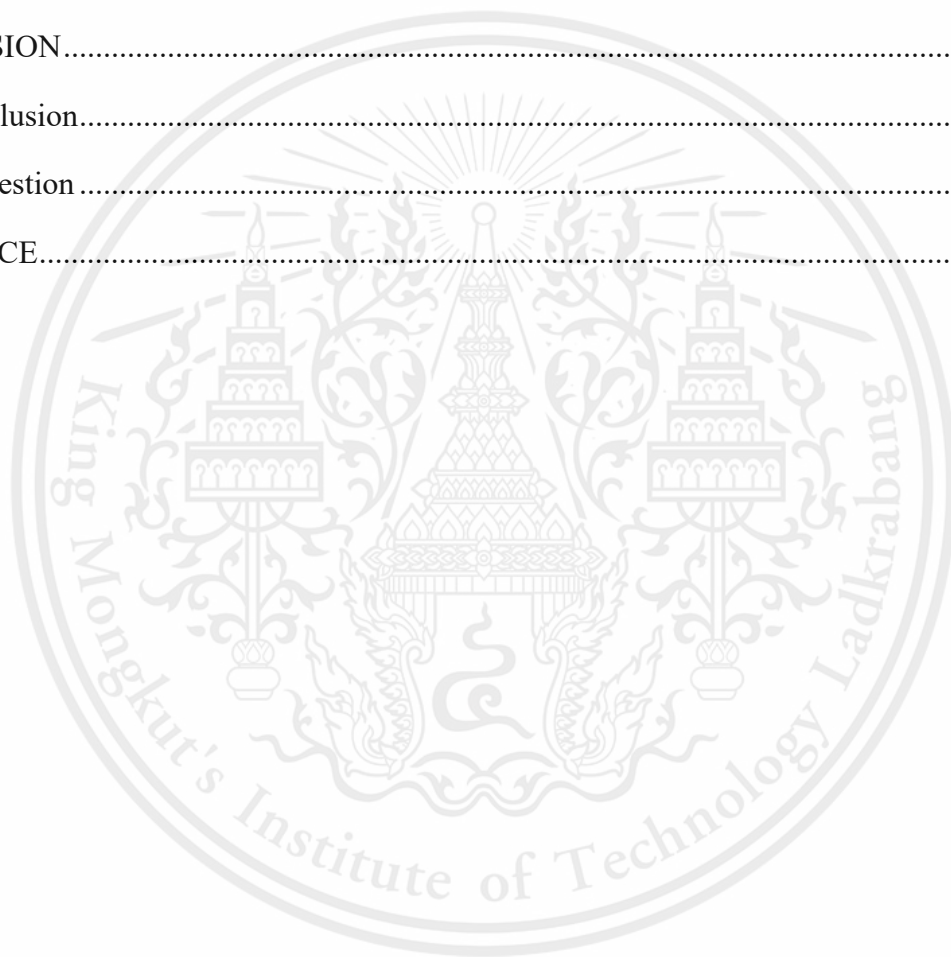 SION....................................................................................................
lusion....................................................................................................
estion ....................................................................................................
CE....................................................................................................
King Mongkut's Institute of Technology Ladkrabang